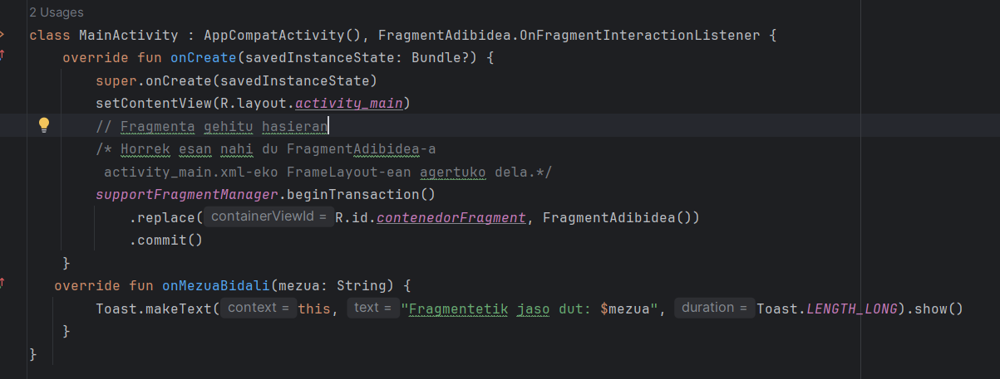 2 Usages
class MainActivity : AppCompatActivity(), FragmentAdibidea.OnFragmentInteractionListener {
override fun onCreate(savedInstanceState: Bundle?) {
super.onCreate(savedInstanceState)
setContentView(R.layout.activity_main)
// Fragmenta gehitu hasieran
/* Horrek esan nahi du FragmentAdibidea-a
activity_main.xml-eko FrameLayout-ean agertuko dela.*/
supportFragmentManager.beginTransaction()
.replace( containerViewId = R.id.contenedorFragment, FragmentAdibidea())
.commit()
}
override fun onMezuaBidali(mezua: String) {
Toast.makeText( context = this, text = "Fragmentetik jaso dut: $mezua", duration = Toast.LENGTH_LONG).show()
}
}